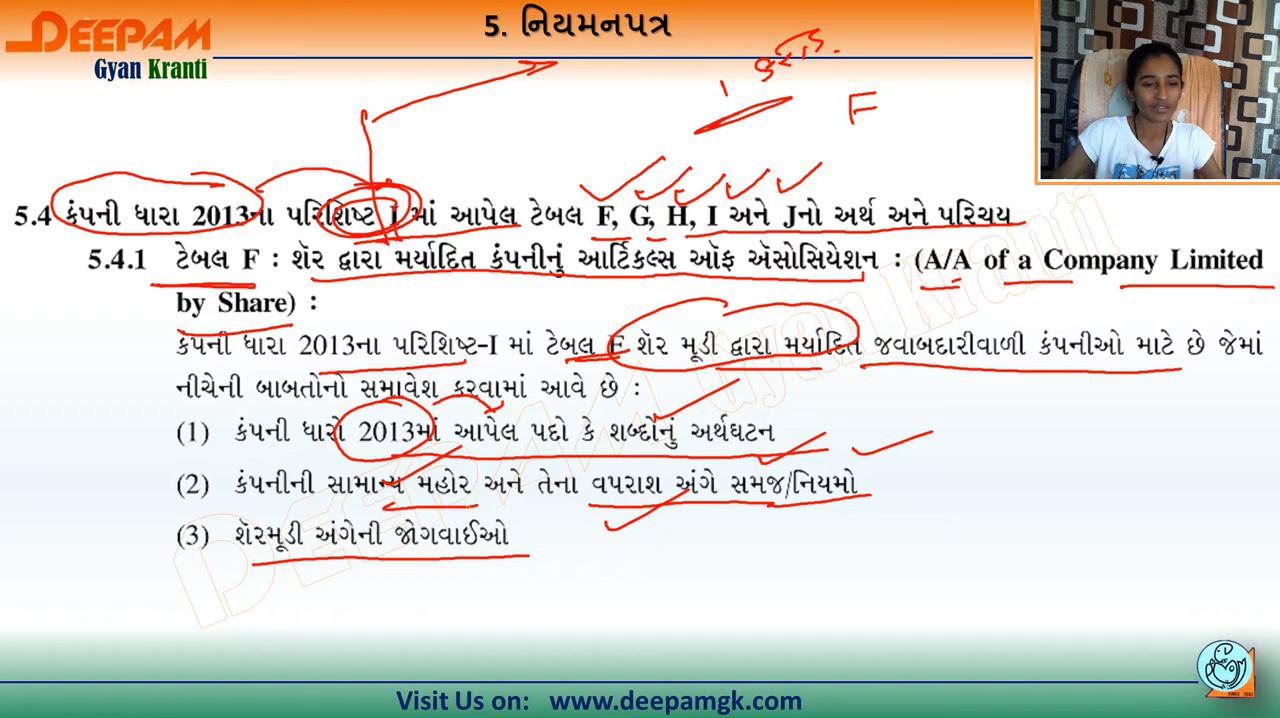 DEEPAM
Gyan Kranti
5. નિયમનપત્ર
F
5.4 કંપની ધારા 2013ના પરિશિષ્ટ I માં આપેલ ટેબલ F, G, H, I અને Jનો અર્થ અને પરિચય
5.4.1 ટેબલ F : શૅર દ્વારા મર્યાદિત કંપનીનું આર્ટિકલ્સ ઑફ ઍસોસિયેશન : (A/A of a Company Limited
by Share) :
કંપની ધારા 2013ના પરિશિષ્ટ-I માં ટેબલ F શૅર મૂડી દ્વારા મર્યાદિત જવાબદારીવાળી કંપનીઓ માટે છે જેમાં
નીચેની બાબતોનો સમાવેશ કરવામાં આવે છે :
(1) કંપની ધારો 2013માં આપેલ પદો કે શબ્દોનું અર્થઘટન
(2) કંપનીની સામાન્ય મહોર અને તેના વપરાશ અંગે સમજ/નિયમો
(3) શૅરમૂડી અંગેની જોગવાઈઓ
DEEPAM Gyan Kranti
Visit Us on: www.deepamgk.com